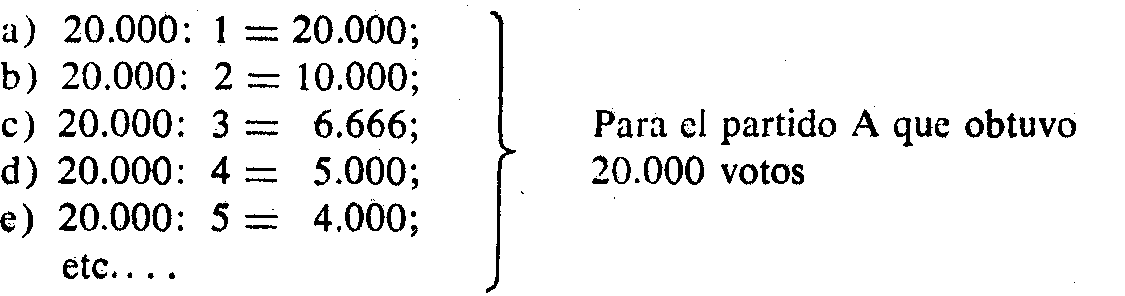 a) 20.000: 1 = 20.000;
b) 20.000: 2 = 10.000;
c) 20.000: 3 = 6.666;
d) 20.000: 4 = 5.000;
e) 20.000: 5 = 4.000;
etc....
Para el partido A que obtuvo
20.000 votos